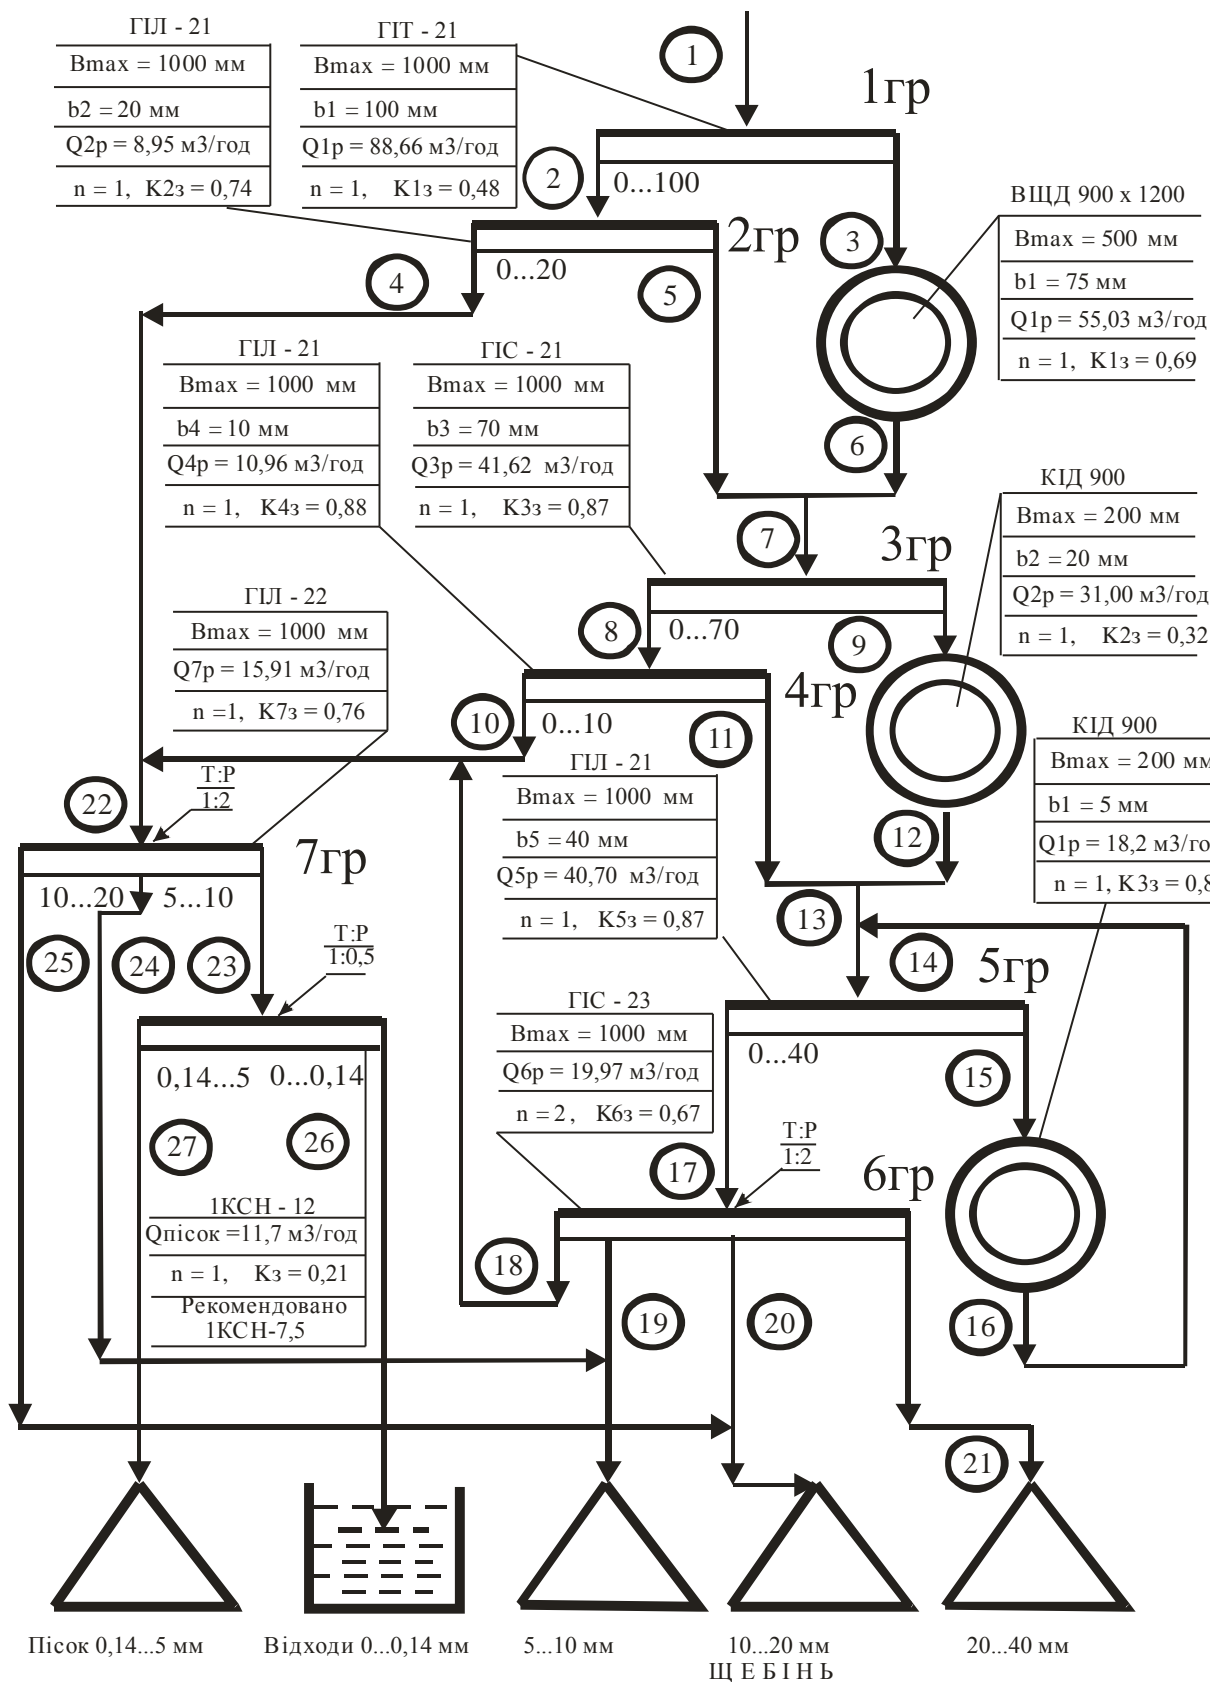 ГІЛ - 21
Bmax = 1000 мм
b2 = 20 мм
Q2р = 8,95 м3/год
n = 1, K2з = 0,74
ГІТ - 21
Bmax = 1000 мм
b1 = 100 мм
Q1р = 88,66 м3/год
n = 1, K1з = 0,48
1
1гр
2
0...100
2гр
3
ВЩД 900 х 1200
Bmax = 500 мм
b1 = 75 мм
Q1р = 55,03 м3/год
n = 1, K1з = 0,69
4
0...20
5
ГІЛ - 21
Bmax = 1000 мм
b4 = 10 мм
Q4р = 10,96 м3/год
n = 1, K4з = 0,88
ГІС - 21
Bmax = 1000 мм
b3 = 70 мм
Q3р = 41,62 м3/год
n = 1, K3з = 0,87
6
7
3гр
КІД 900
Bmax = 200 мм
b2 = 20 мм
Q2р = 31,00 м3/год
n = 1, K2з = 0,32
ГІЛ - 22
Bmax = 1000 мм
Q7р = 15,91 м3/год
n =1, K7з = 0,76
8
0...70
9
4гр
10
0...10
11
КІД 900
Bmax = 200 мм
b1 = 5 мм
Q1р = 18,2 м3/го
n = 1, K3з = 0,8
ГІЛ - 21
Bmax = 1000 мм
b5 = 40 мм
Q5р = 40,70 м3/год
n = 1, K5з = 0,87
12
22
Т:Р
1:2
7гр
10...20
5...10
13
14
5гр
25
24
23
Т:Р
1:0,5
ГІС - 23
Bmax = 1000 мм
Q6р = 19,97 м3/год
n = 2, K6з = 0,67
0...40
15
0,14...5
0...0,14
27
26
Т:Р
1:2
17
6гр
1КСН - 12
Qпісок =11,7 м3/год
n = 1, Kз = 0,21
Рекомендовано
1КСН-7,5
18
19
20
16
21
Пісок 0,14...5 мм
Відходи 0...0,14 мм
5...10 мм
10...20 мм
20...40 мм
ЩЕБІНЬ